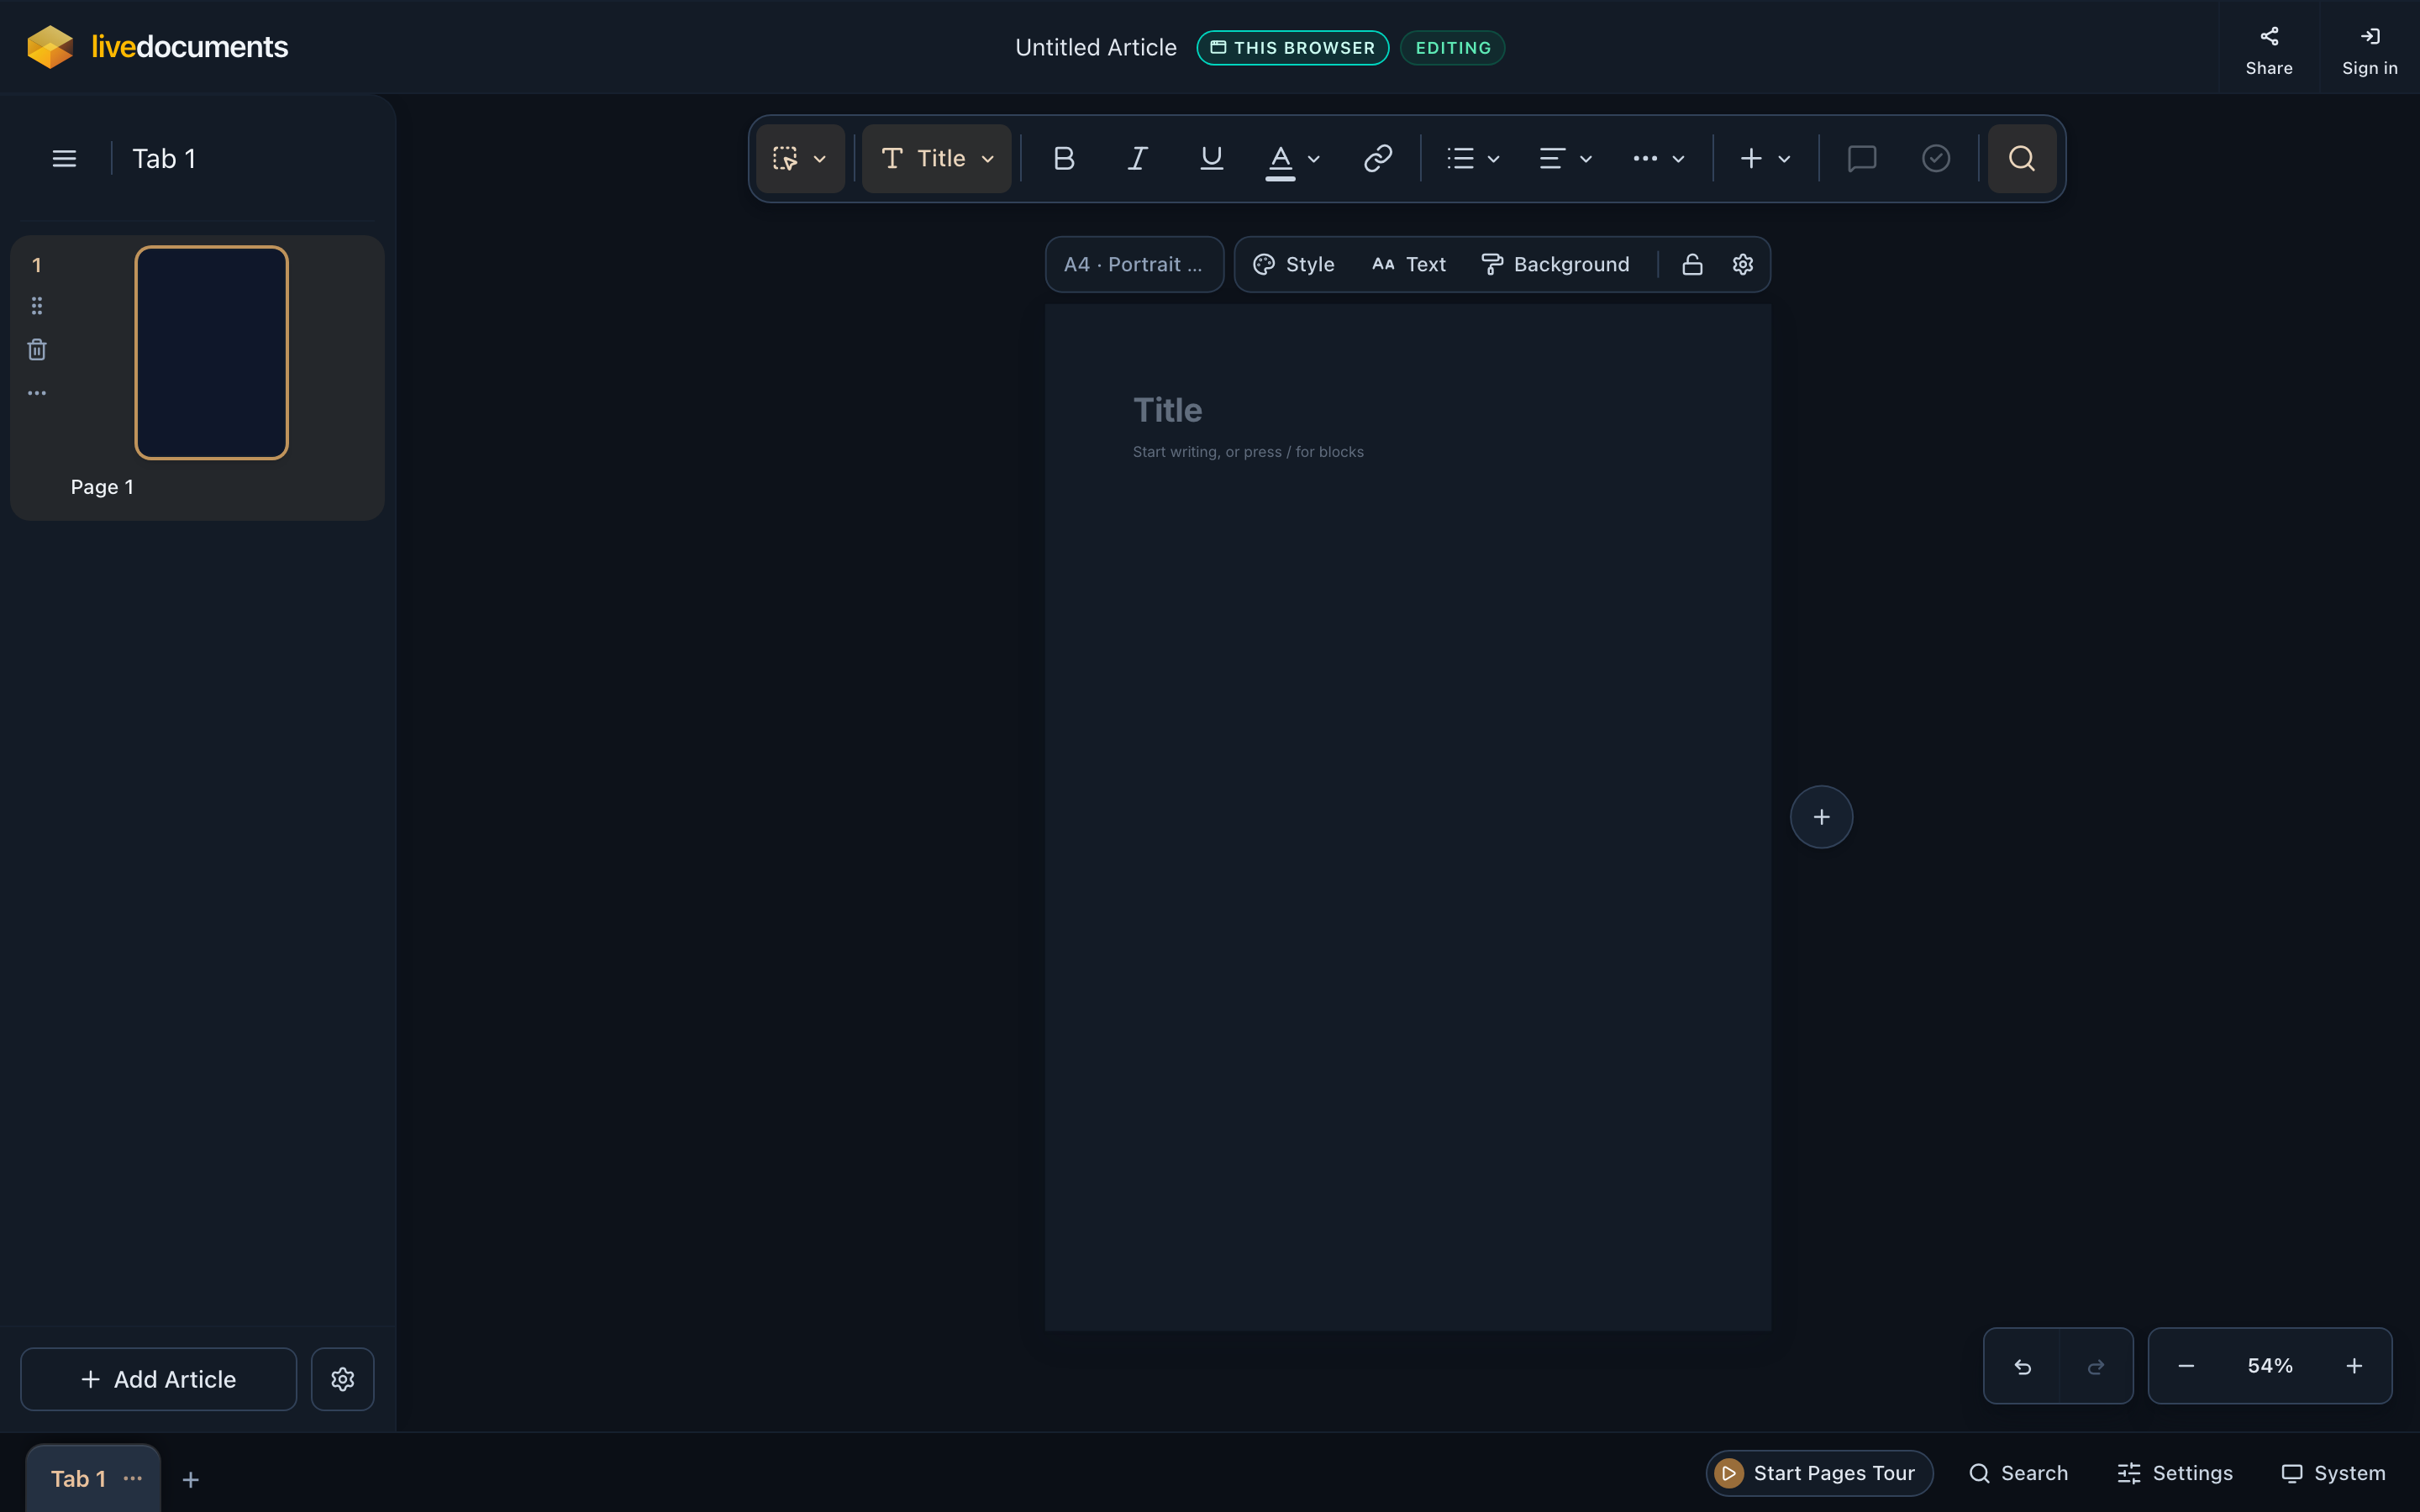 livedocuments
Untitled Article
THIS BROWSER
EDITING
Share
Sign in
Tab 1
Title
1
A4 · Portrait ...
Style
Text
Background
Title
Start writing, or press / for blocks
Page 1
Add Article
54%
Tab 1
Start Pages Tour
Search
Settings
System